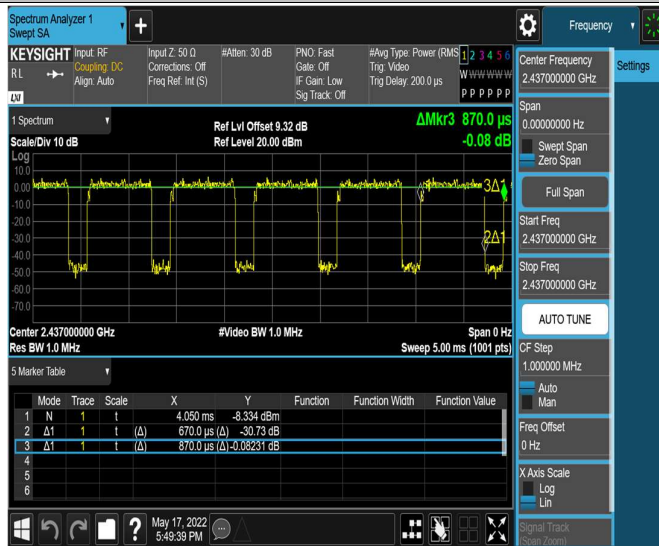 Spectrum Analyzer 1
Swept SA
Frequency
KEYSIGHT
RL
LXI
Input: RF
Coupling: DC
Align: Auto
Input Z: 50 Ω
Corrections: Off
Freq Ref: Int (S)
#Atten: 30 dB
PNO: Fast
Gate: Off
IF Gain: Low
Sig Track: Off
#Avg Type: Power (RMS
Trig: Video
Trig Delay: 200.0 µs
1 2 3 4 5 6
W W W W W W
P P P P P P
1 Spectrum
Scale/Div 10 dB
Ref Lvl Offset 9.32 dB
Ref Level 20.00 dBm
ΔMkr3 870.0 µs
-0.08 dB
Log
10.0
0.00
-10.0
-20.0
-30.0
-40.0
-50.0
-60.0
-70.0
3Δ1
2Δ1
Center 2.437000000 GHz
Res BW 1.0 MHz
#Video BW 1.0 MHz
Span 0 Hz
Sweep 5.00 ms (1001 pts)
5 Marker Table
Mode Trace Scale X Y Function Function Width Function Value
1 N 1 t 4.050 ms -8.334 dBm
2 Δ1 1 t (Δ) 670.0 µs (Δ) -30.73 dB
3 Δ1 1 t (Δ) 870.0 µs (Δ) -0.08231 dB
4
5
6
May 17, 2022
5:49:39 PM
Center Frequency
2.437000000 GHz
Settings
Span
0.00000000 Hz
Swept Span
Zero Span
Full Span
Start Freq
2.437000000 GHz
Stop Freq
2.437000000 GHz
AUTO TUNE
CF Step
1.000000 MHz
Auto
Man
Freq Offset
0 Hz
X Axis Scale
Log
Lin
Signal Track
(Span Zoom)